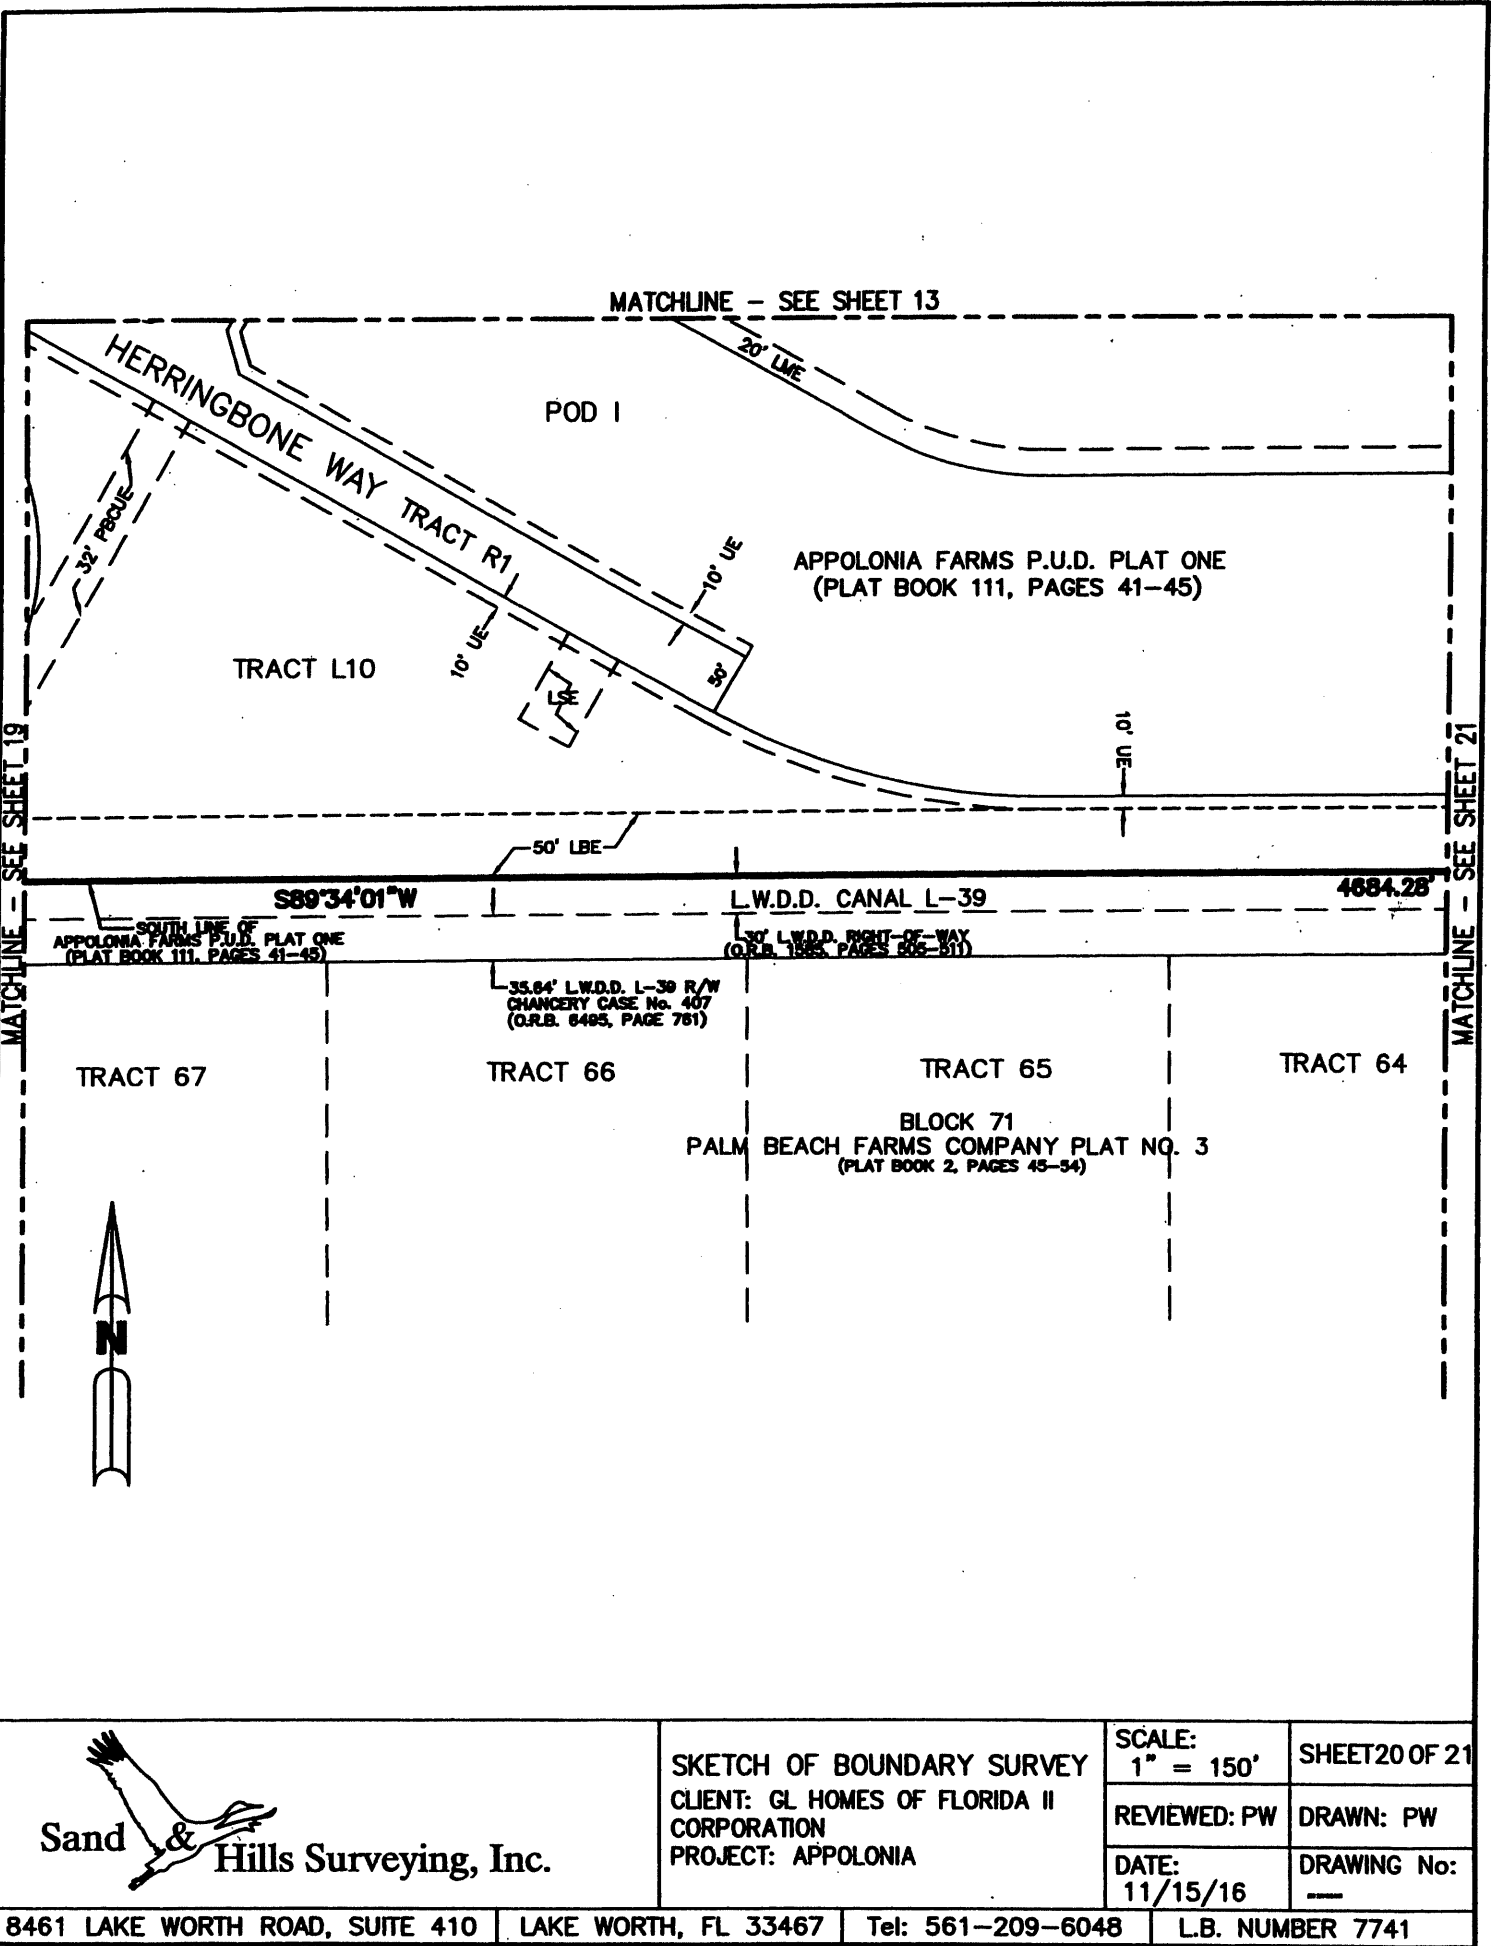 MATCHLINE - SEE SHEET 13
HERRINGBONE WAY TRACT R1
20' LME
POD I
32' PBCUE
10' UE
APPOLONIA FARMS P.U.D. PLAT ONE
(PLAT BOOK 111, PAGES 41-45)
TRACT L10
10' UE
LSE
50'
10' UE
MATCHLINE - SEE SHEET 19
MATCHLINE - SEE SHEET 21
50' LBE
S89°34'01"W
L.W.D.D. CANAL L-39
4684.28'
SOUTH LINE OF
APPOLONIA FARMS P.U.D. PLAT ONE
(PLAT BOOK 111, PAGES 41-45)
30' L.W.D.D. RIGHT-OF-WAY
(O.R.B. 1585, PAGES 505-511)
35.64' L.W.D.D. L-39 R/W
CHANCERY CASE No. 407
(O.R.B. 6495, PAGE 761)
TRACT 67
TRACT 66
TRACT 65
TRACT 64
BLOCK 71
PALM BEACH FARMS COMPANY PLAT NO. 3
(PLAT BOOK 2, PAGES 45-54)
N
Sand & Hills Surveying, Inc.
SKETCH OF BOUNDARY SURVEY
CLIENT: GL HOMES OF FLORIDA II
CORPORATION
PROJECT: APPOLONIA
SCALE:
1" = 150'
SHEET 20 OF 21
REVIEWED: PW
DRAWN: PW
DATE:
11/15/16
DRAWING No:
----
8461 LAKE WORTH ROAD, SUITE 410
LAKE WORTH, FL 33467
Tel: 561-209-6048
L.B. NUMBER 7741